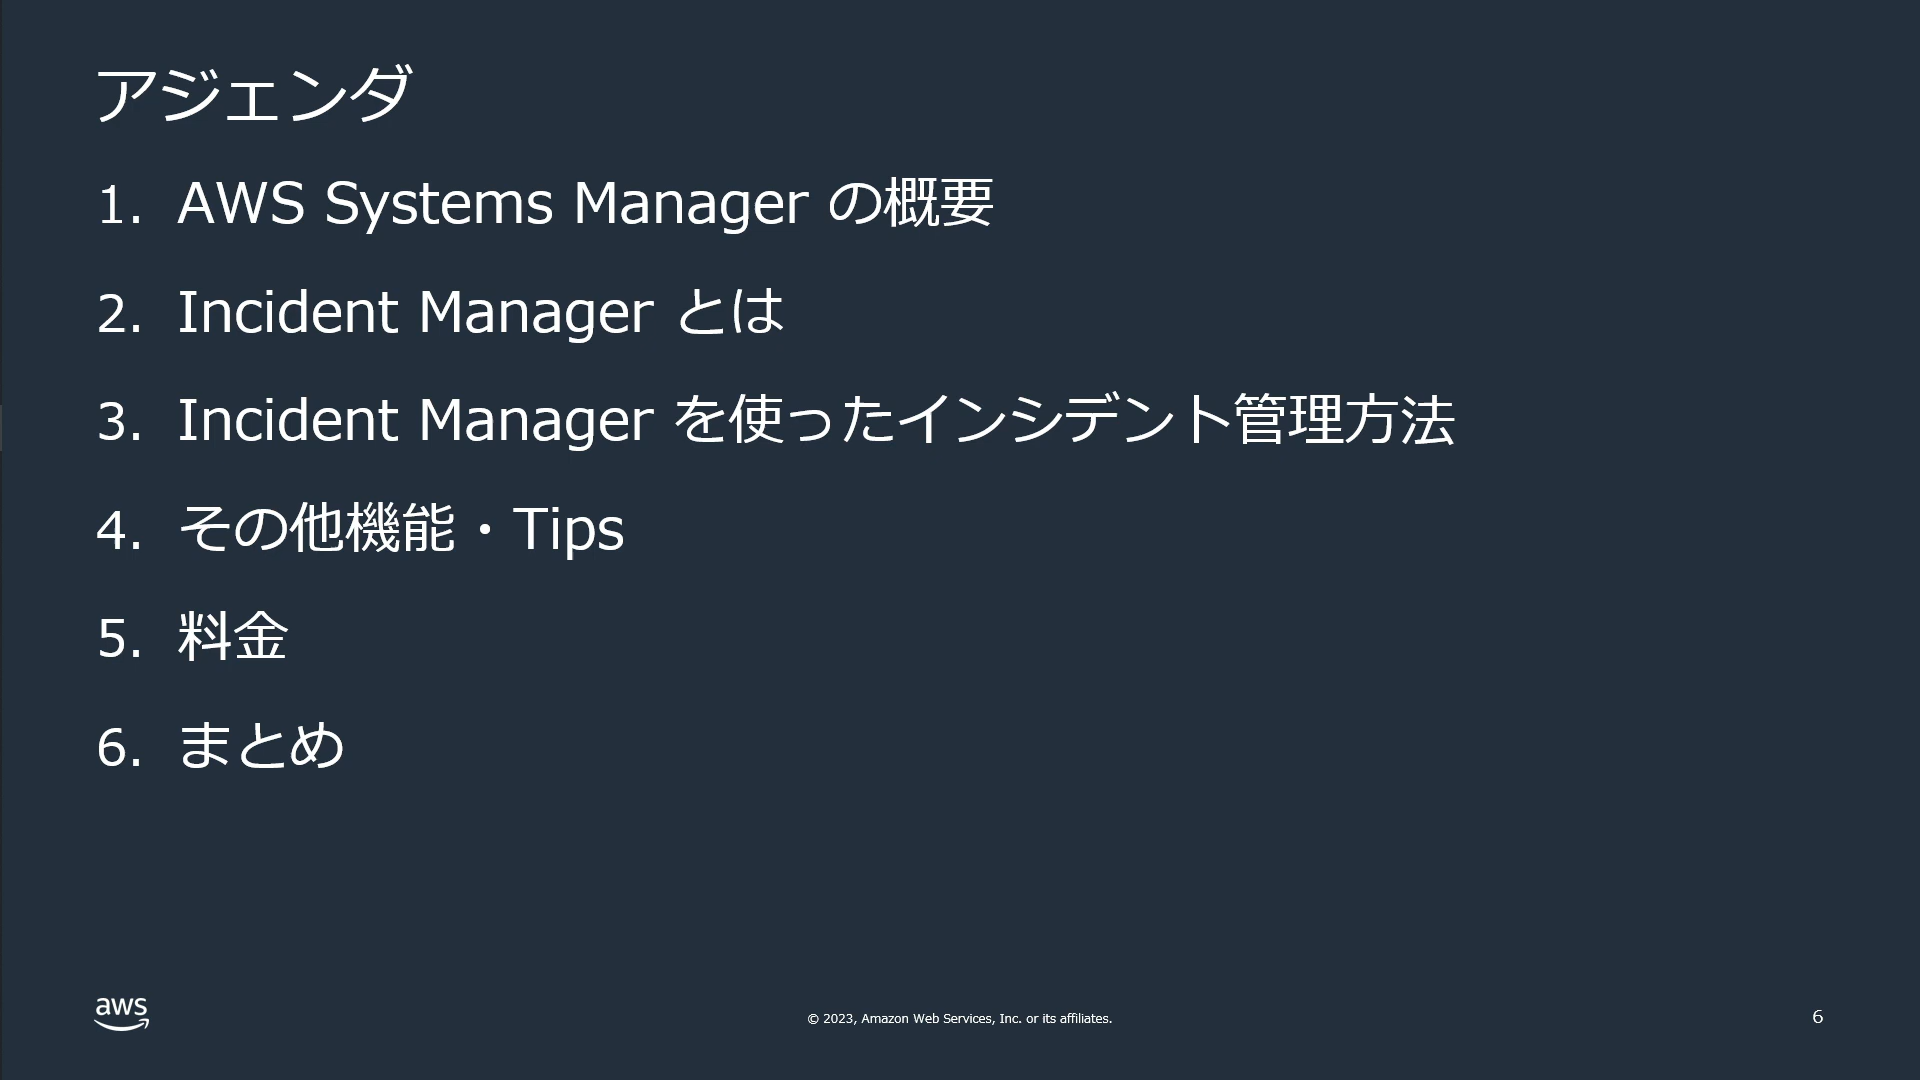 アジェンダ
1. AWS Systems Manager の概要
2. Incident Manager とは
3. Incident Manager を使ったインシデント管理方法
4. その他機能・Tips
5. 料金
6. まとめ
aws
© 2023, Amazon Web Services, Inc. or its affiliates.
6